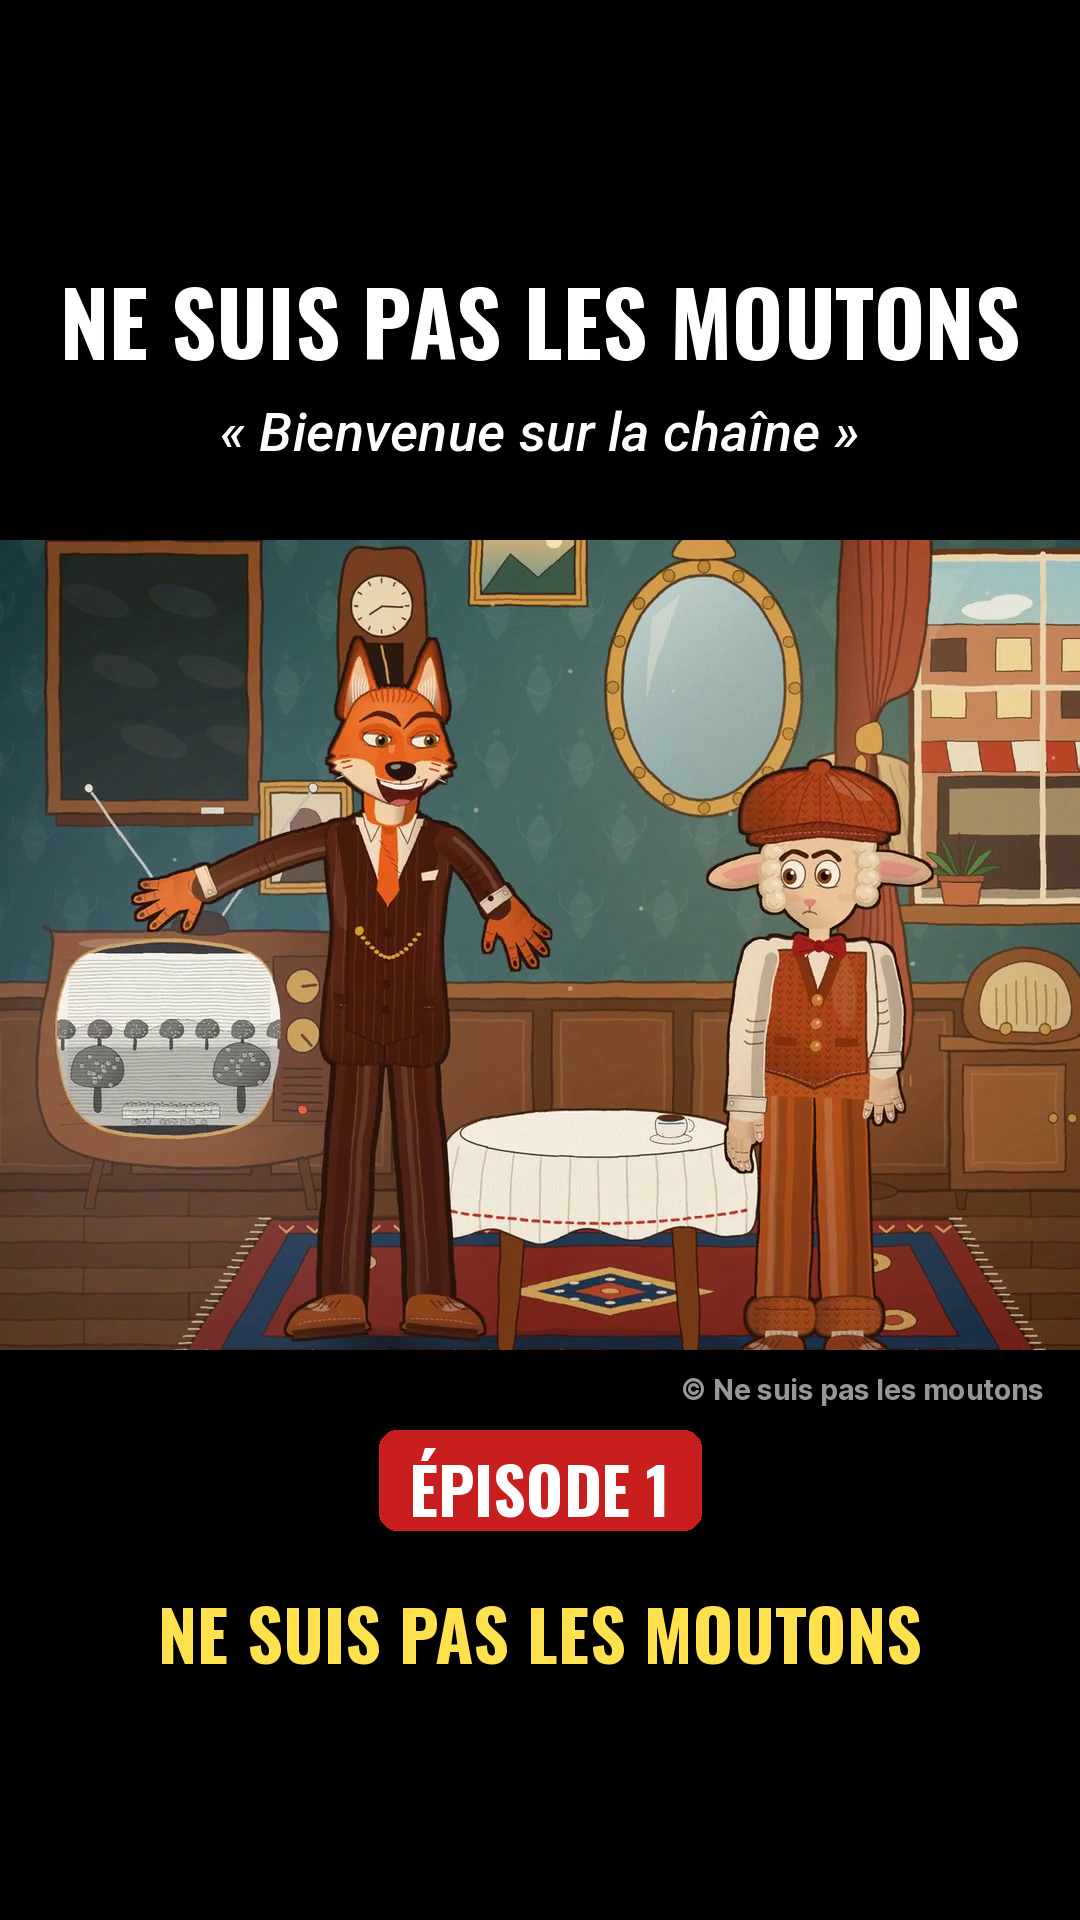 NE SUIS PAS LES MOUTONS
« Bienvenue sur la chaîne »
© Ne suis pas les moutons
ÉPISODE 1
NE SUIS PAS LES MOUTONS